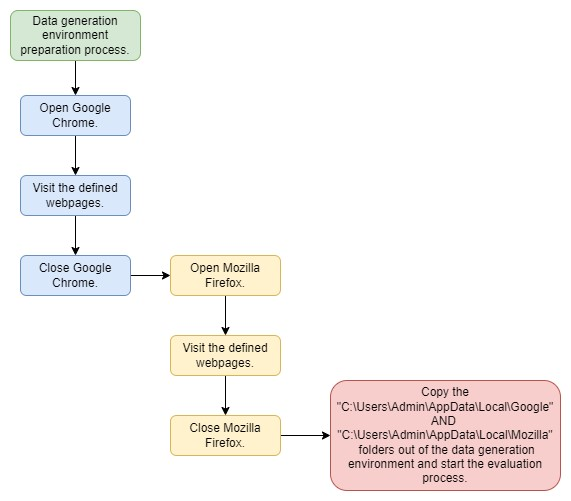 Data generation
environment
preparation process.
Open Google
Chrome.
Visit the defined
webpages.
Close Google
Chrome.
Open Mozilla
Firefox.
Visit the defined
webpages.
Close Mozilla
Firefox.
Copy the
"C:\Users\Admin\AppData\Local\Google"
AND
"C:\Users\Admin\AppData\Local\Mozilla"
folders out of the data generation
environment and start the evaluation
process.